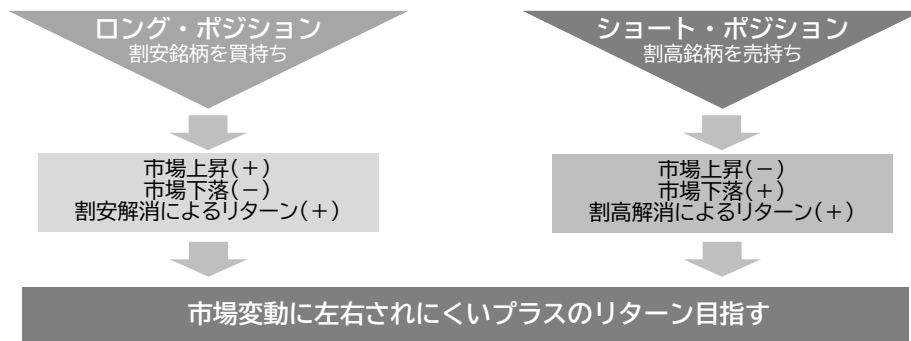 ロング・ポジション
割安銘柄を買持ち
市場上昇(＋)
市場下落(－)
割安解消によるリターン(＋)
ショート・ポジション
割高銘柄を売持ち
市場上昇(－)
市場下落(＋)
割高解消によるリターン(＋)
市場変動に左右されにくいプラスのリターン目指す